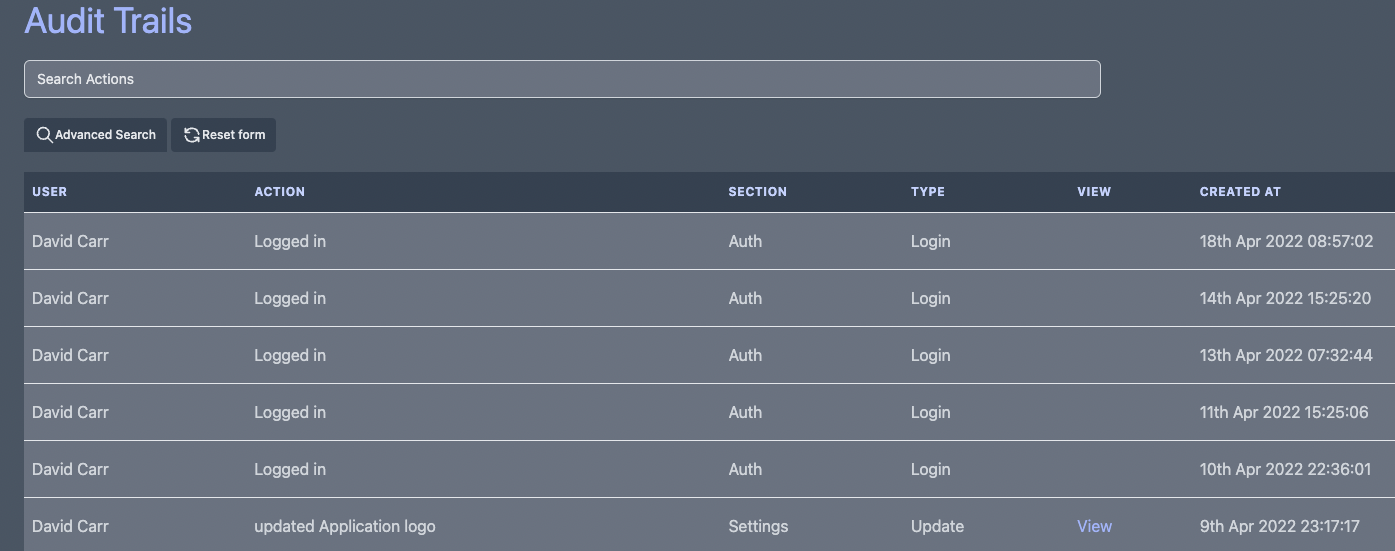 Audit Trails
Search Actions
Advanced Search Reset form
USER ACTION SECTION TYPE VIEW CREATED AT
David Carr Logged in Auth Login 18th Apr 2022 08:57:02
David Carr Logged in Auth Login 14th Apr 2022 15:25:20
David Carr Logged in Auth Login 13th Apr 2022 07:32:44
David Carr Logged in Auth Login 11th Apr 2022 15:25:06
David Carr Logged in Auth Login 10th Apr 2022 22:36:01
David Carr updated Application logo Settings Update View 9th Apr 2022 23:17:17